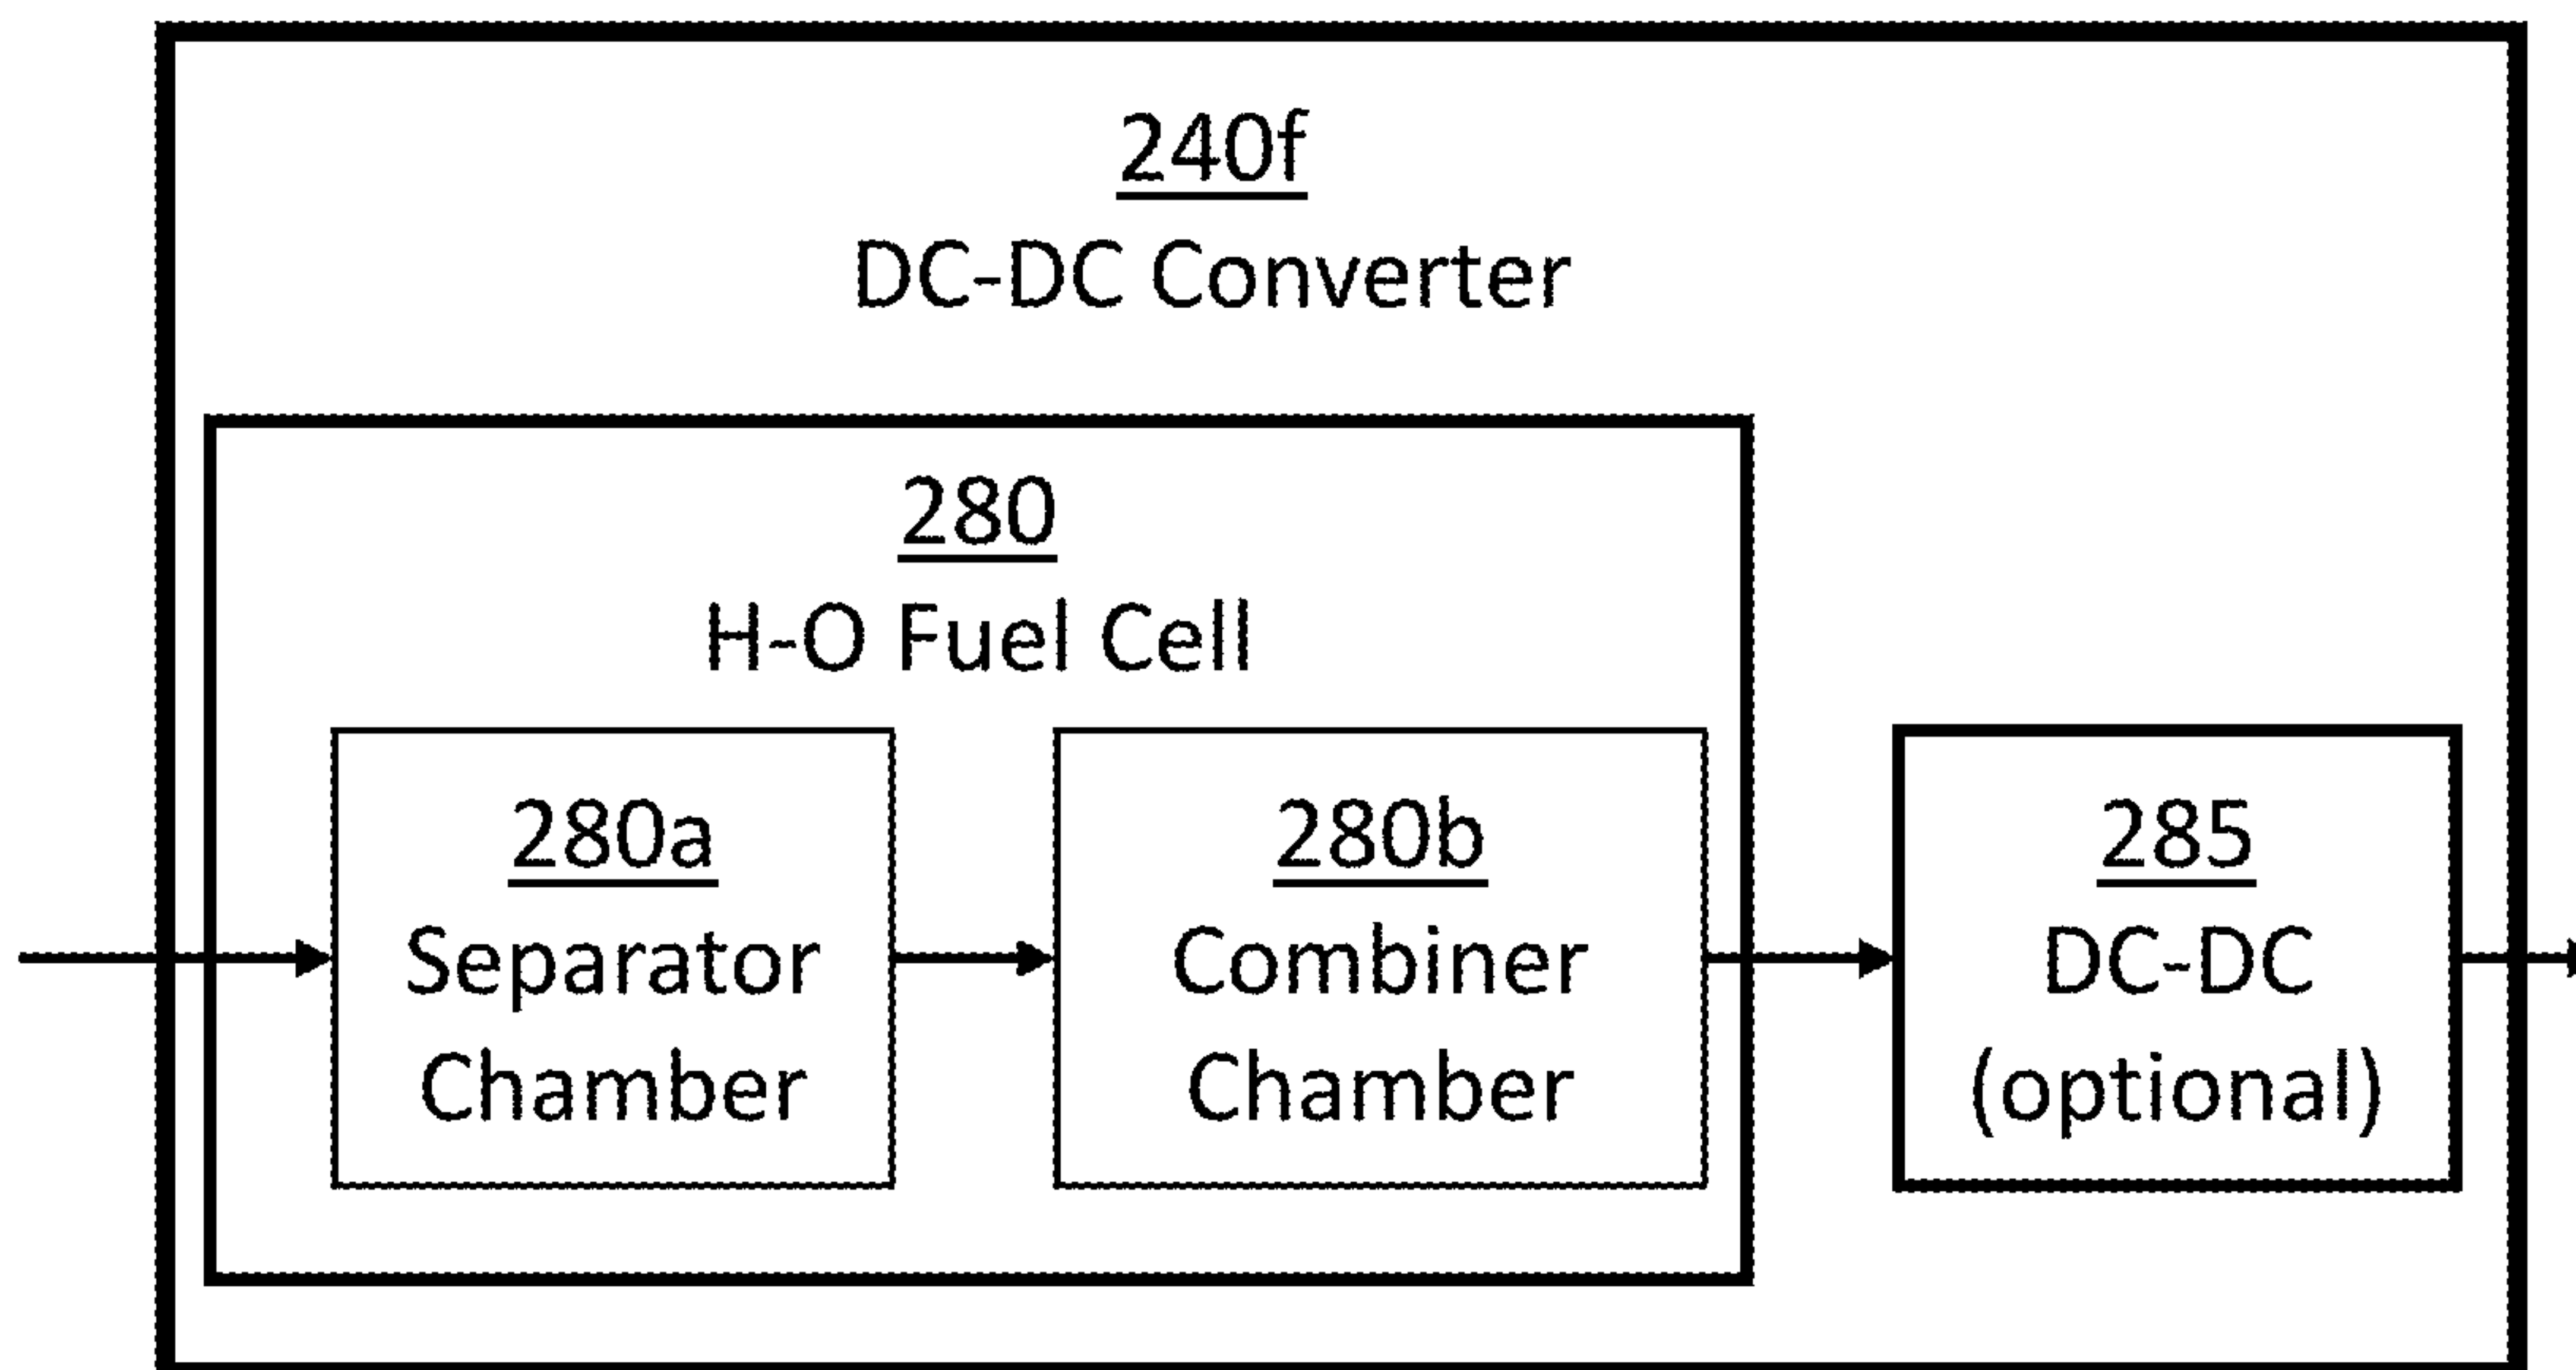 240f
DC-DC Converter
280
H-O Fuel Cell
280a
Separator
Chamber
280b
Combiner
Chamber
285
DC-DC
(optional)